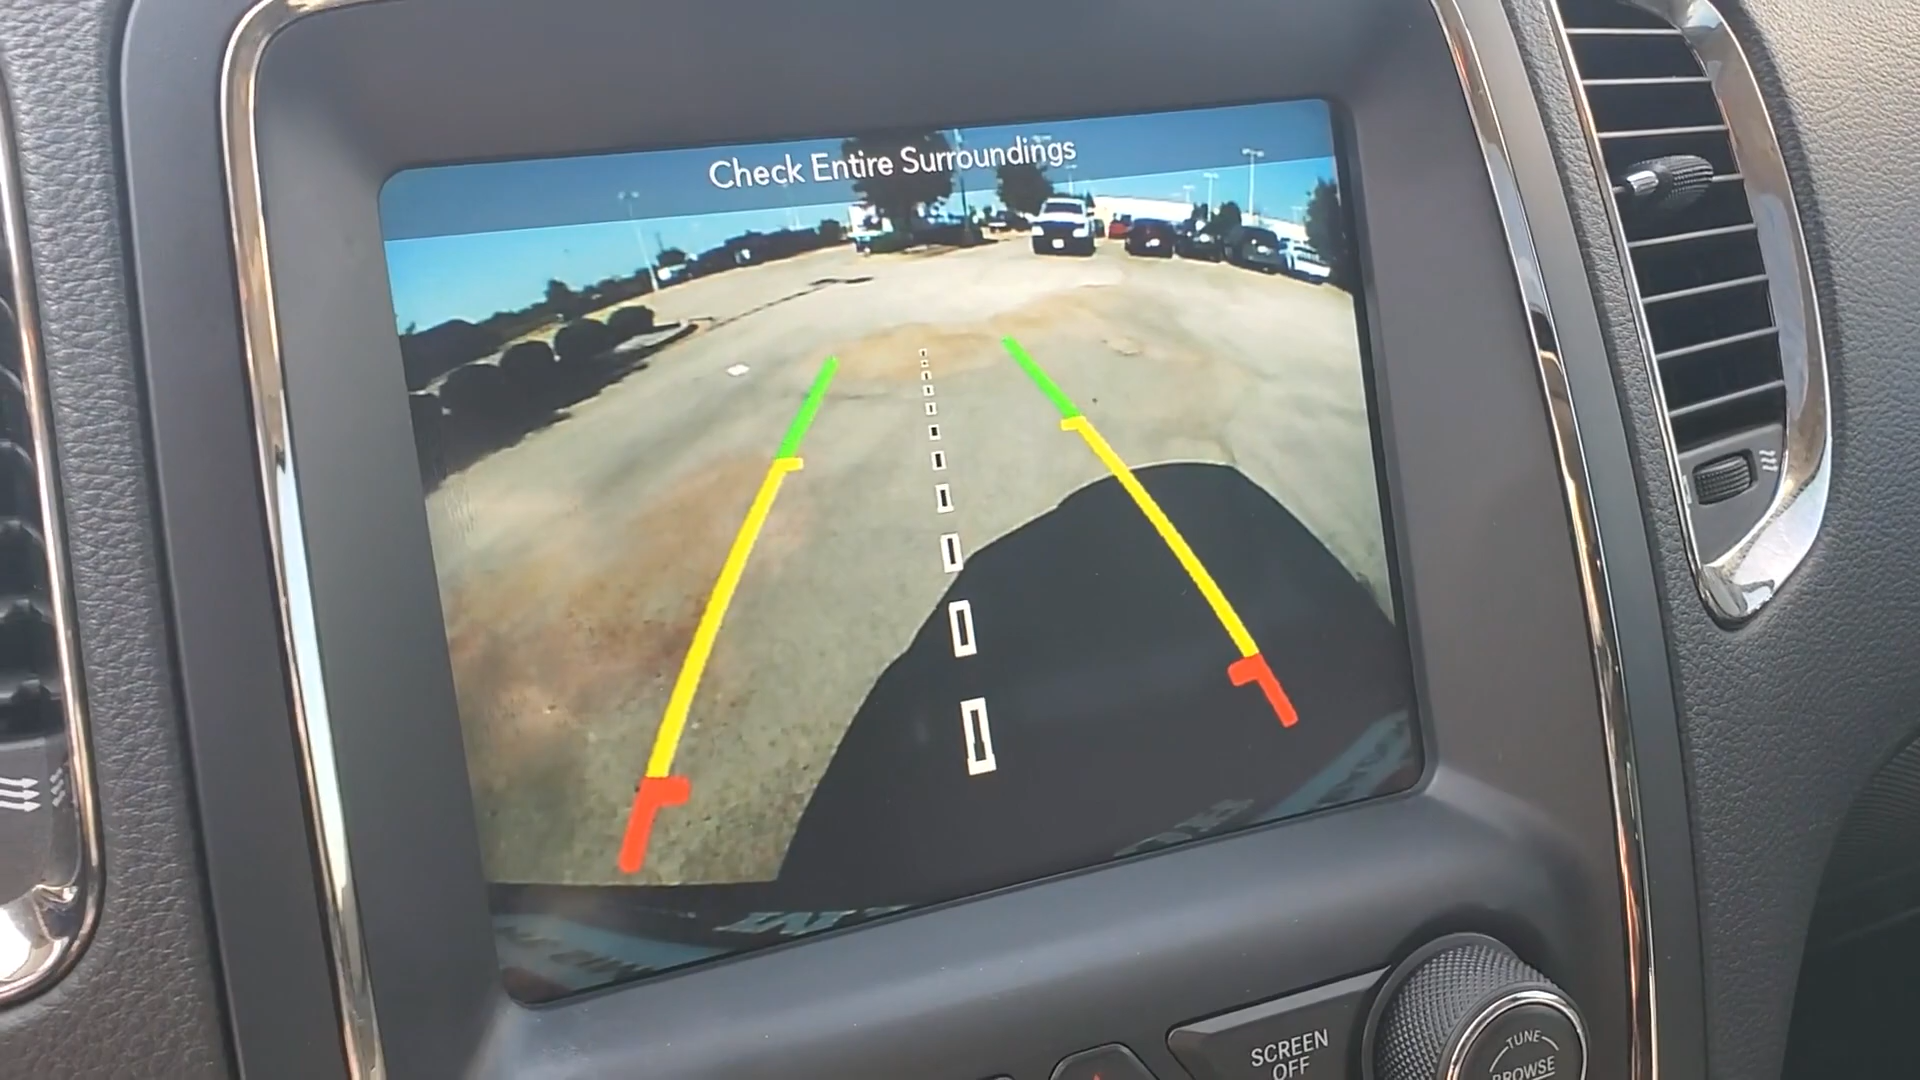 Check Entire Surroundings
SCREEN
OFF
TUNE
BROWSE